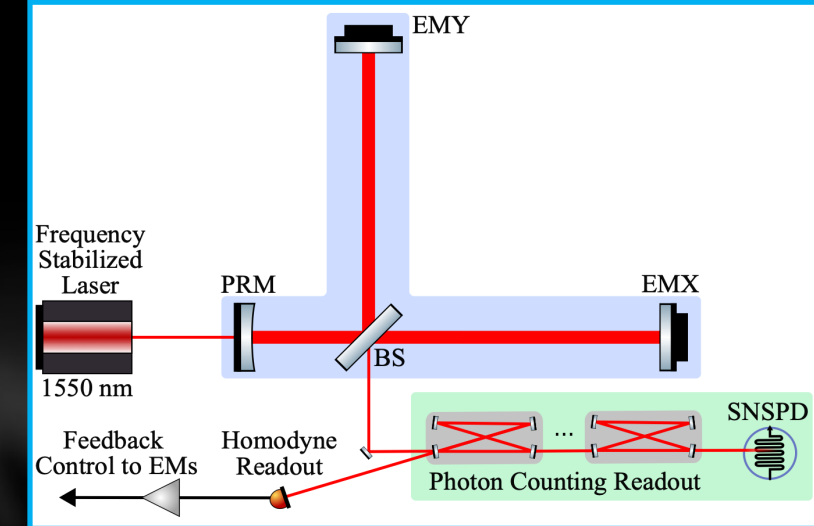 EMY
Frequency
Stabilized
Laser
PRM
EMX
BS
1550 nm
SNSPD
...
Feedback
Control to EMs
Homodyne
Readout
Photon Counting Readout